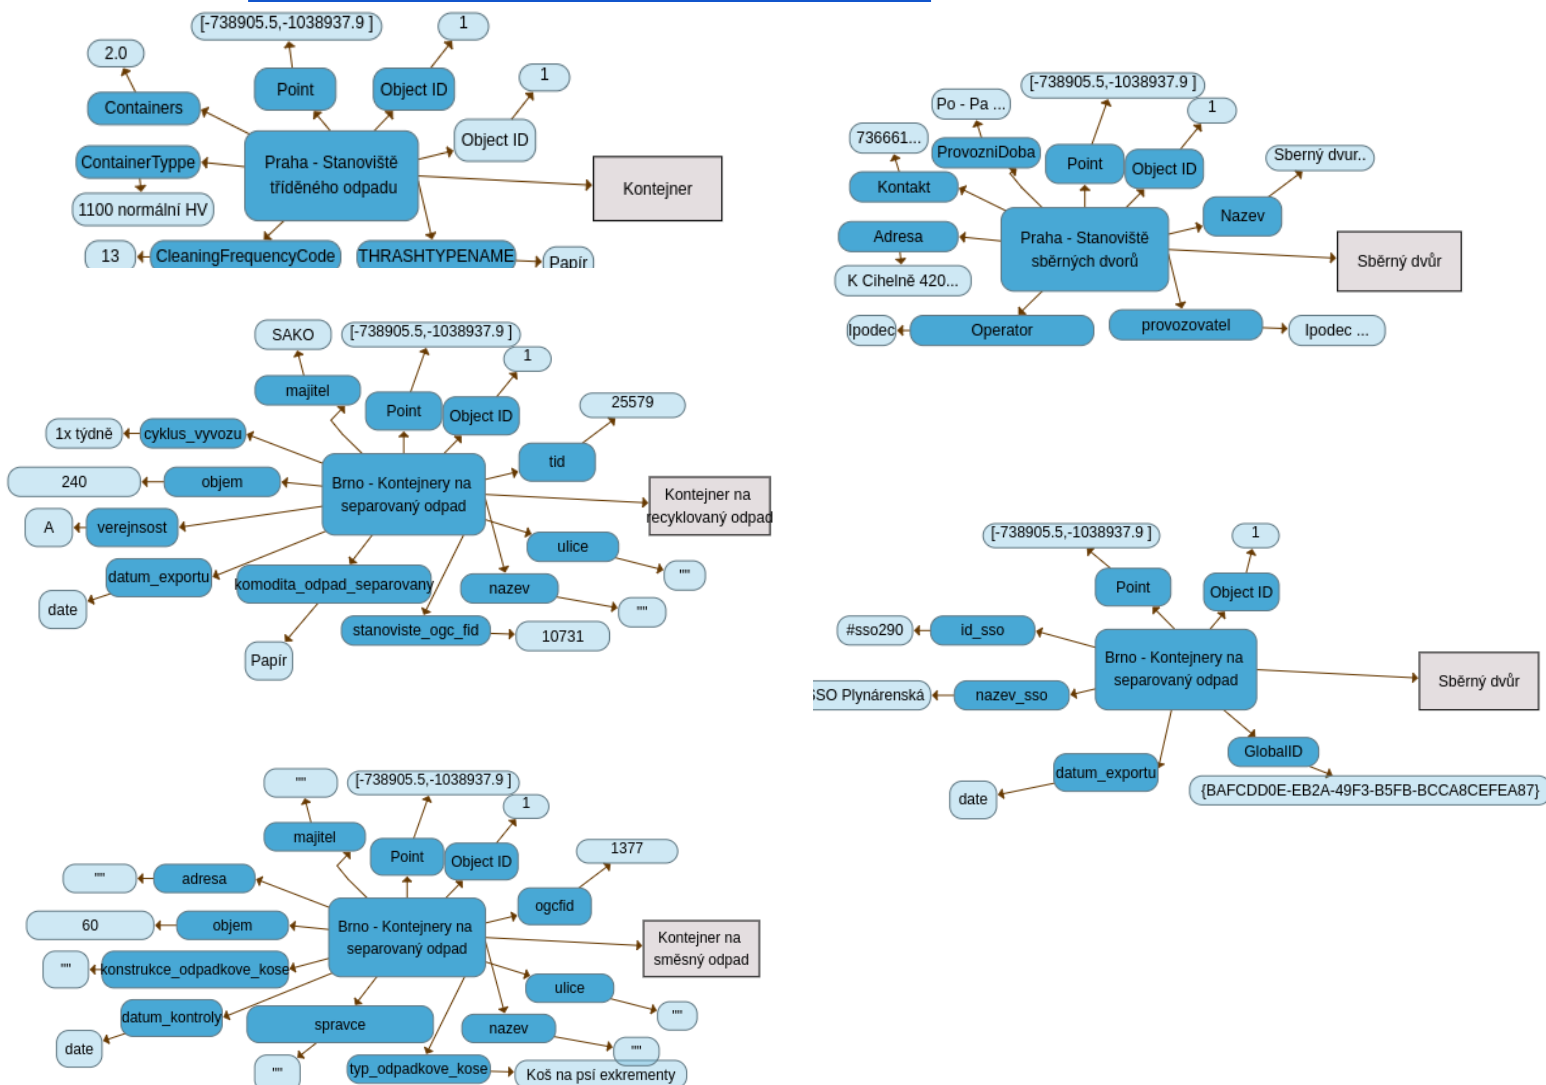 [-738905.5,-1038937.9 ]
1
2.0
Point
Object ID
1
Containers
Object ID
ContainerTyppe
Praha - Stanoviště
tříděného odpadu
Kontejner
1100 normální HV
13
CleaningFrequencyCode
THRASHTYPENAME
Papír
[-738905.5,-1038937.9 ]
Po - Pa ...
1
736661...
ProvozniDoba
Point
Object ID
Sberný dvur..
Kontakt
Nazev
Adresa
Praha - Stanoviště
sběrných dvorů
Sběrný dvůr
K Cihelně 420...
Ipodec
Operator
provozovatel
Ipodec ...
SAKO
[-738905.5,-1038937.9 ]
1
majitel
Point
Object ID
25579
1x týdně
cyklus_vyvozu
tid
240
objem
Brno - Kontejnery na
separovaný odpad
Kontejner na
recyklovaný odpad
A
verejnsost
ulice
""
datum_exportu
komodita_odpad_separovany
nazev
""
date
stanoviste_ogc_fid
10731
Papír
[-738905.5,-1038937.9 ]
1
Point
Object ID
#sso290
id_sso
Brno - Kontejnery na
separovaný odpad
Sběrný dvůr
SSO Plynárenská
nazev_sso
GlobalID
datum_exportu
{BAFCDD0E-EB2A-49F3-B5FB-BCCA8CEFEA87}
date
""
[-738905.5,-1038937.9 ]
1
majitel
Point
Object ID
1377
""
adresa
ogcfid
60
objem
Brno - Kontejnery na
separovaný odpad
Kontejner na
směsný odpad
""
konstrukce_odpadkove_kose
ulice
""
datum_kontroly
spravce
nazev
""
date
""
typ_odpadkove_kose
Koš na psí exkrementy